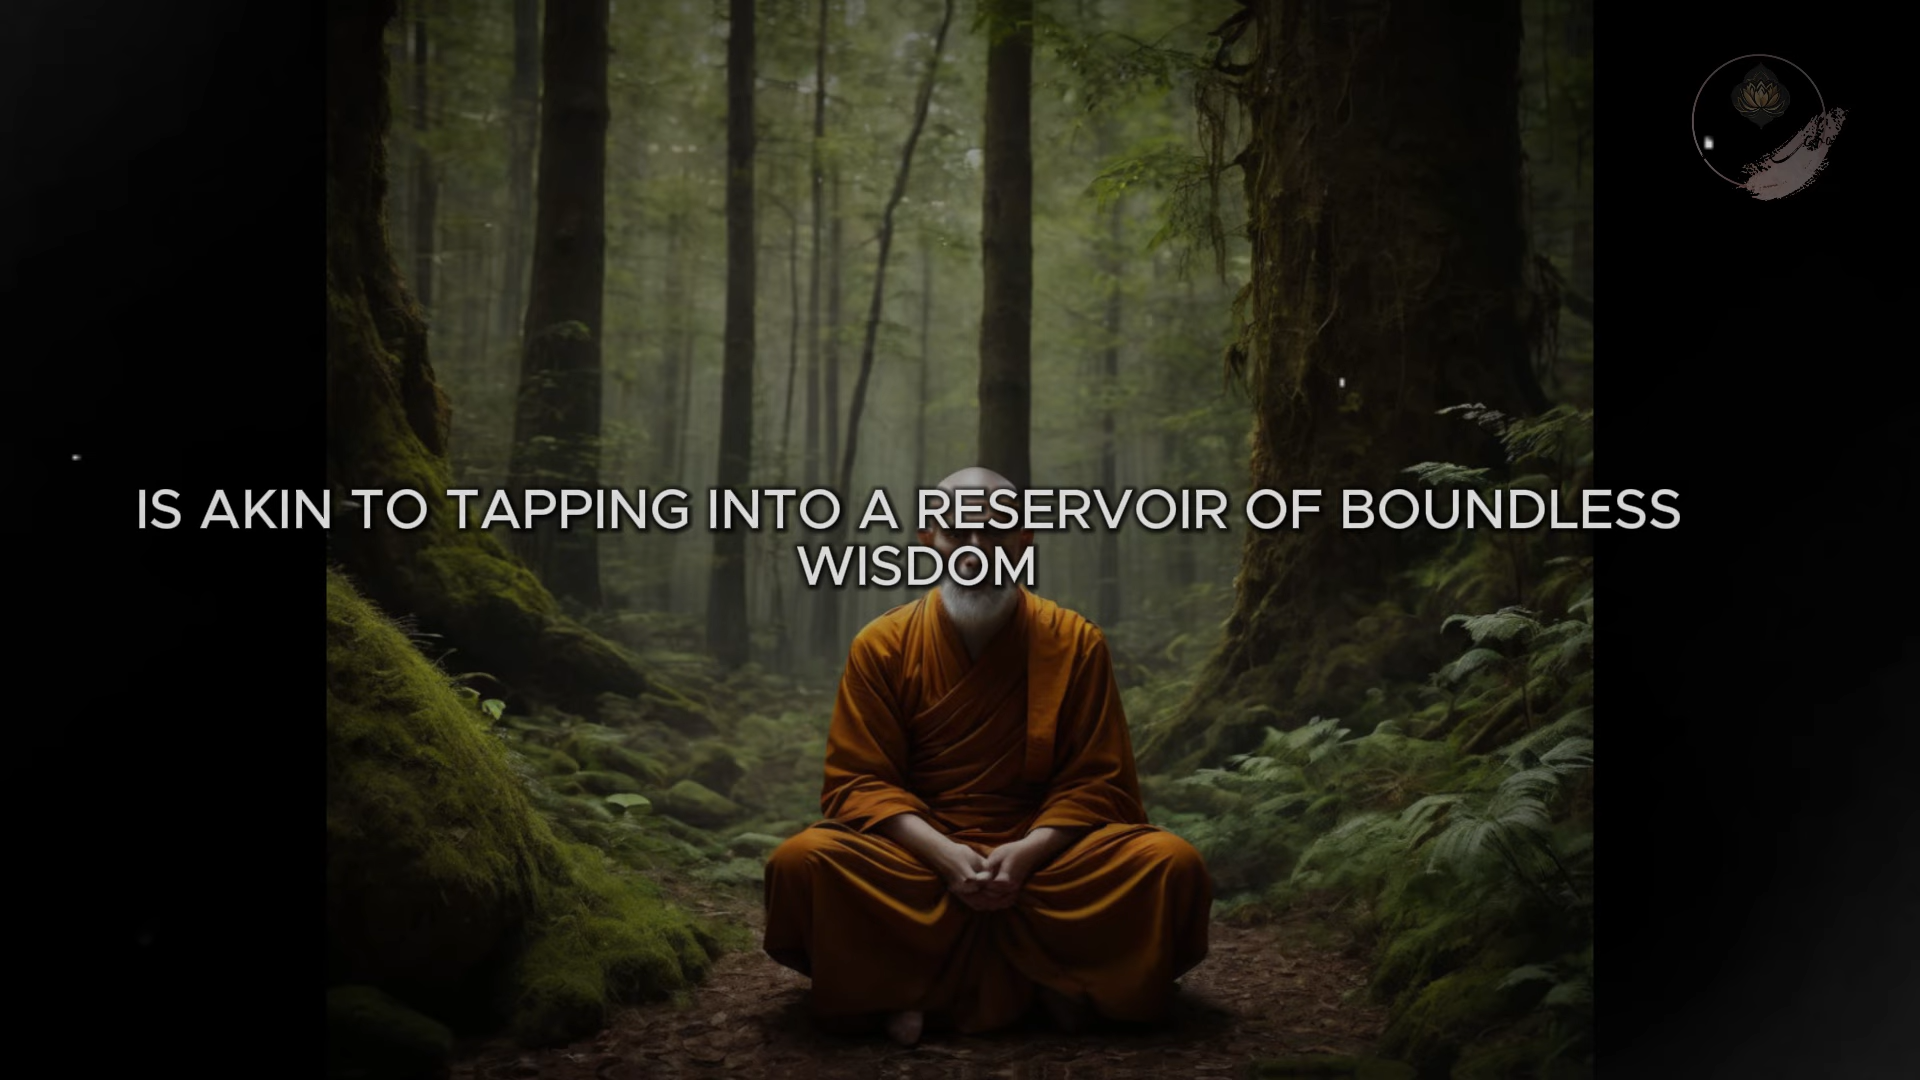 IS AKIN TO TAPPING INTO A RESERVOIR OF BOUNDLESS
WISDOM